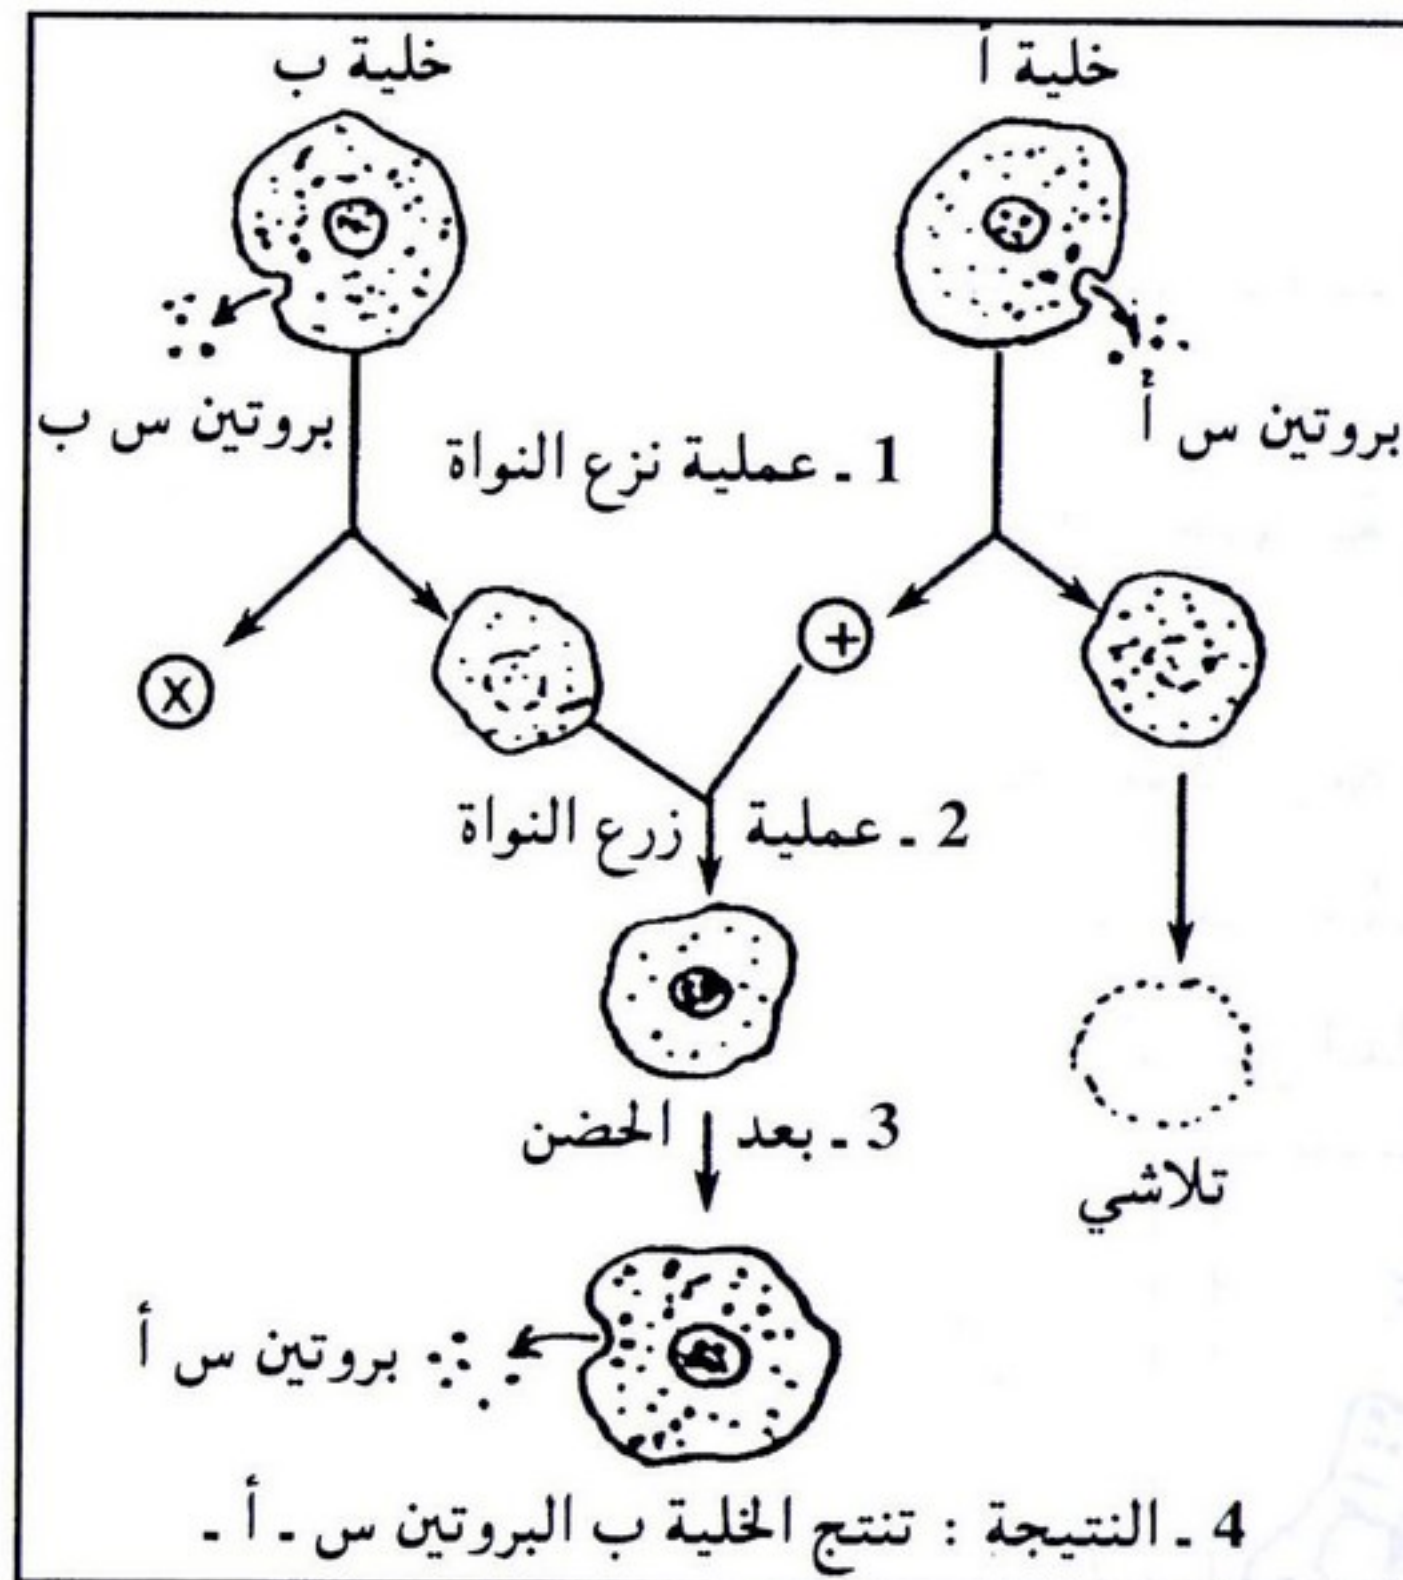 خلية أ
خلية ب
بروتين س أ
بروتين س ب
1 ـ عملية نزع النواة
+
X
2 ـ عملية زرع النواة
3 ـ بعد الحضن
تلاشي
بروتين س أ
4 ـ النتيجة : تنتج الخلية ب البروتين س ـ أ ـ